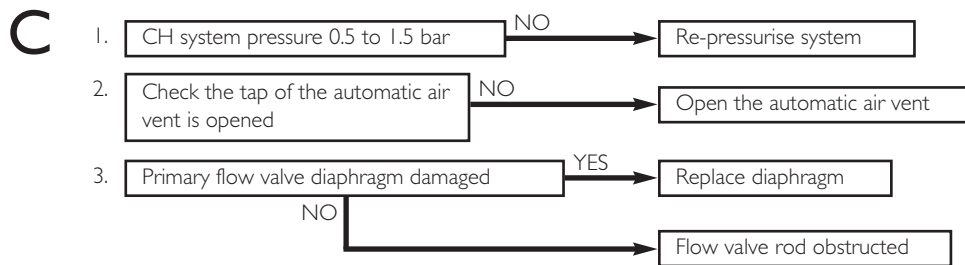 C
1. CH system pressure 0.5 to 1.5 bar NO Re-pressurise system
2. Check the tap of the automatic air vent is opened NO Open the automatic air vent
3. Primary flow valve diaphragm damaged YES Replace diaphragm
NO Flow valve rod obstructed